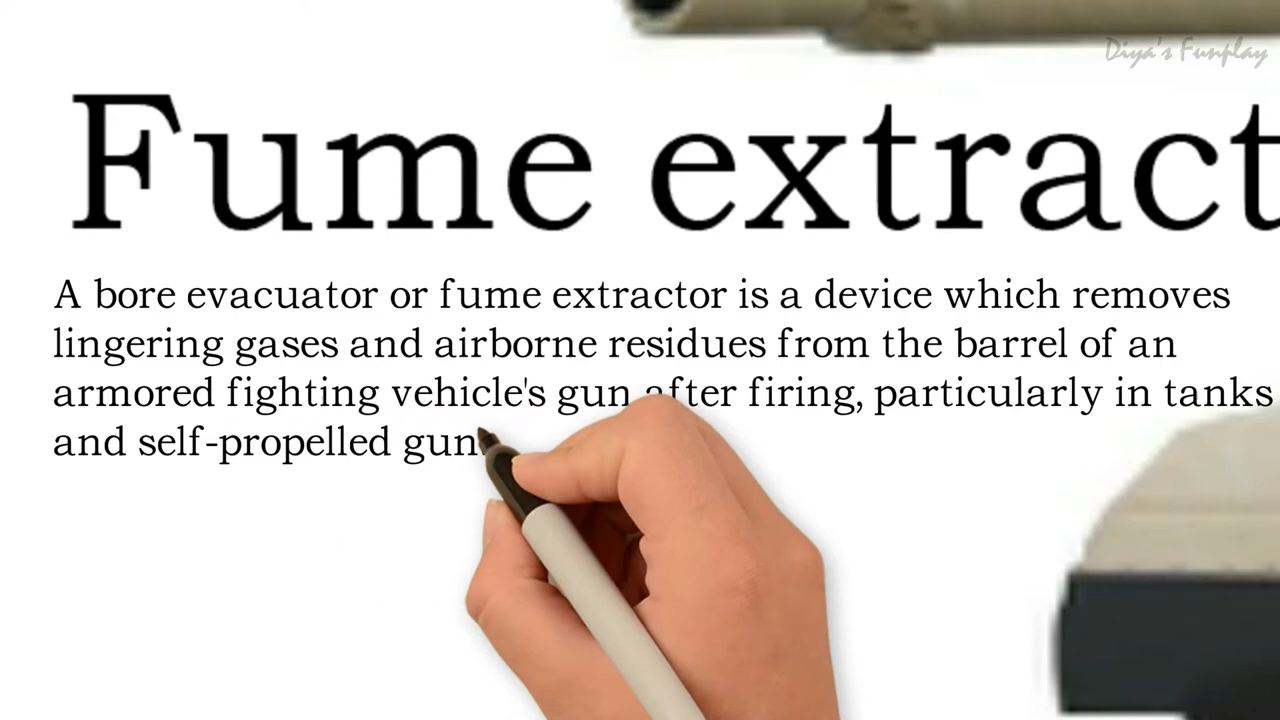 Diya's Funplay
Fume extract
A bore evacuator or fume extractor is a device which removes
lingering gases and airborne residues from the barrel of an
armored fighting vehicle's gun after firing, particularly in tanks
and self-propelled gun